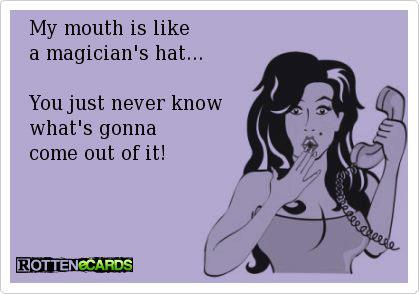 My mouth is like
a magician's hat...
You just never know
what's gonna
come out of it!
ROTTENeCARDS